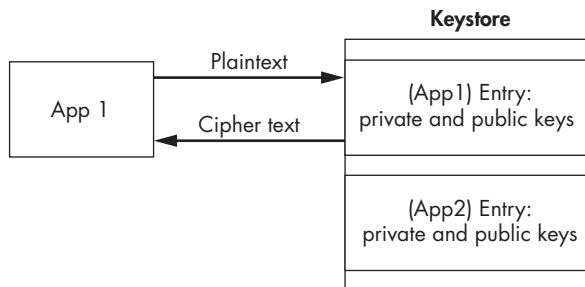 Keystore
Plaintext
App 1
Cipher text
(App1) Entry:
private and public keys
(App2) Entry:
private and public keys